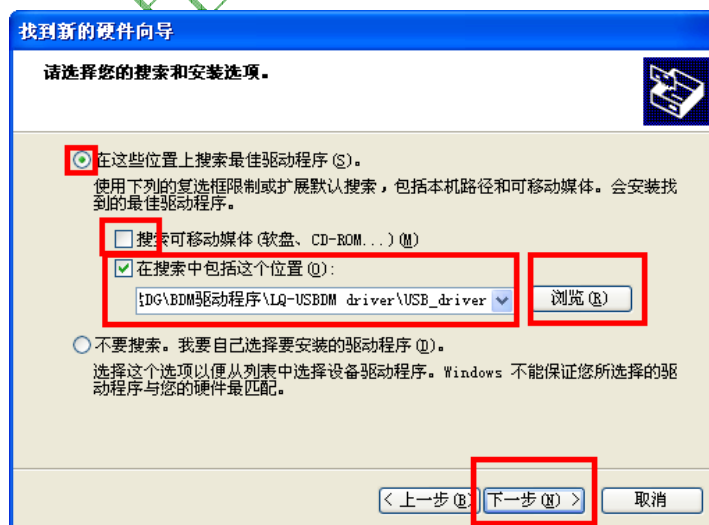 找到新的硬件向导
请选择您的搜索和安装选项。
在这些位置上搜索最佳驱动程序(S)。
使用下列的复选框限制或扩展默认搜索，包括本机路径和可移动媒体。会安装找
到的最佳驱动程序。
搜索可移动媒体(软盘、CD-ROM...)(M)
在搜索中包括这个位置(O):
DG\BDM驱动程序\LQ-USBDM driver\USB_driver
浏览(R)
不要搜索。我要自己选择要安装的驱动程序(D)。
选择这个选项以便从列表中选择设备驱动程序。Windows 不能保证您所选择的驱
动程序与您的硬件最匹配。
< 上一步(B)
下一步(N) >
取消